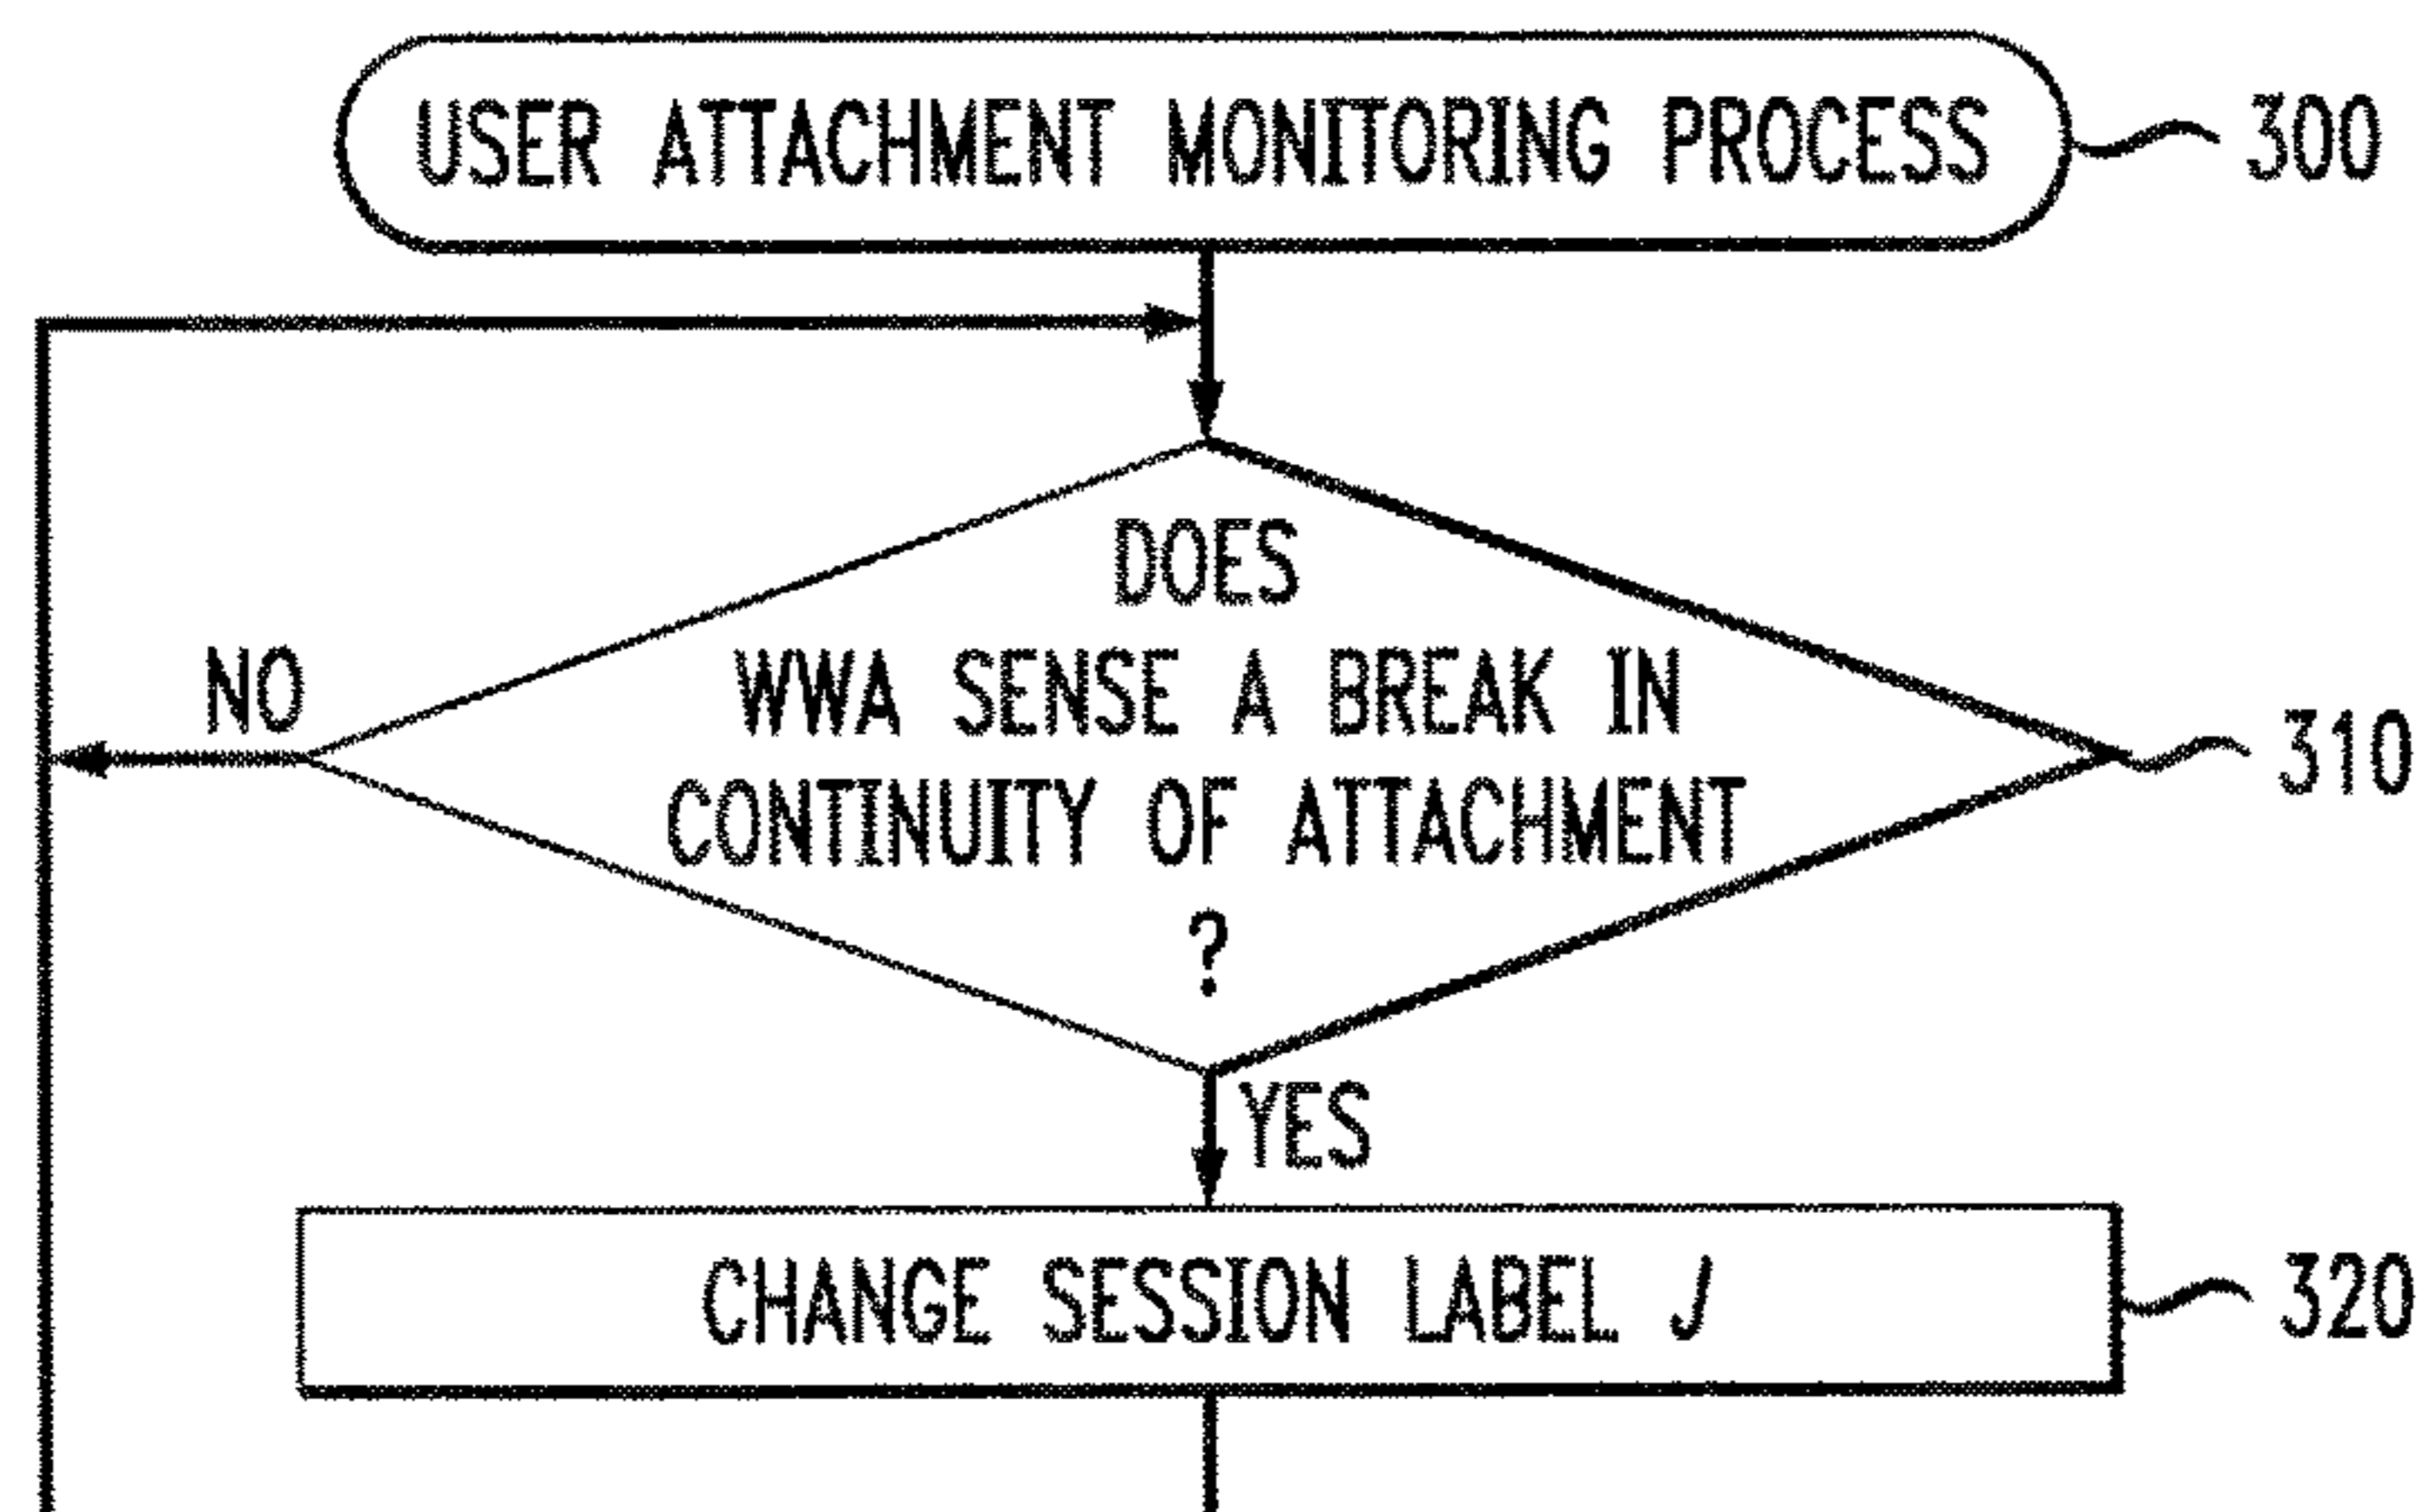 USER ATTACHMENT MONITORING PROCESS 300
DOES
NO
WWA SENSE A BREAK IN
310
CONTINUITY OF ATTACHMENT
?
YES
CHANGE SESSION LABEL J 320